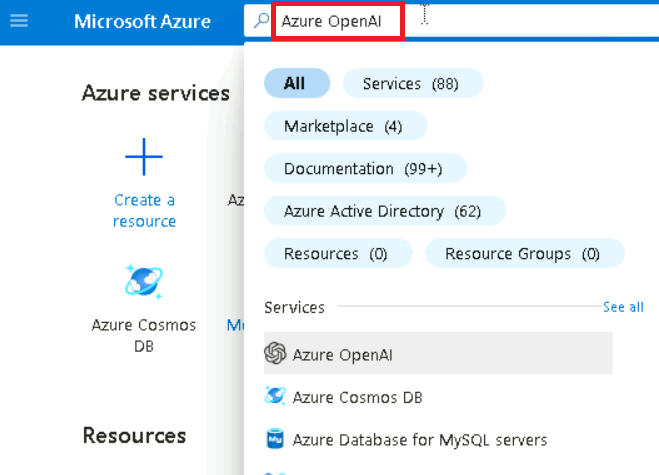 Microsoft Azure
Azure OpenAI
Azure services
All
Services (88)
Marketplace (4)
Documentation (99+)
Azure Active Directory (62)
Resources (0)
Resource Groups (0)
Create a
resource
Az
Azure Cosmos
DB
Mo
Services
See all
Azure OpenAI
Azure Cosmos DB
Azure Database for MySQL servers
Resources